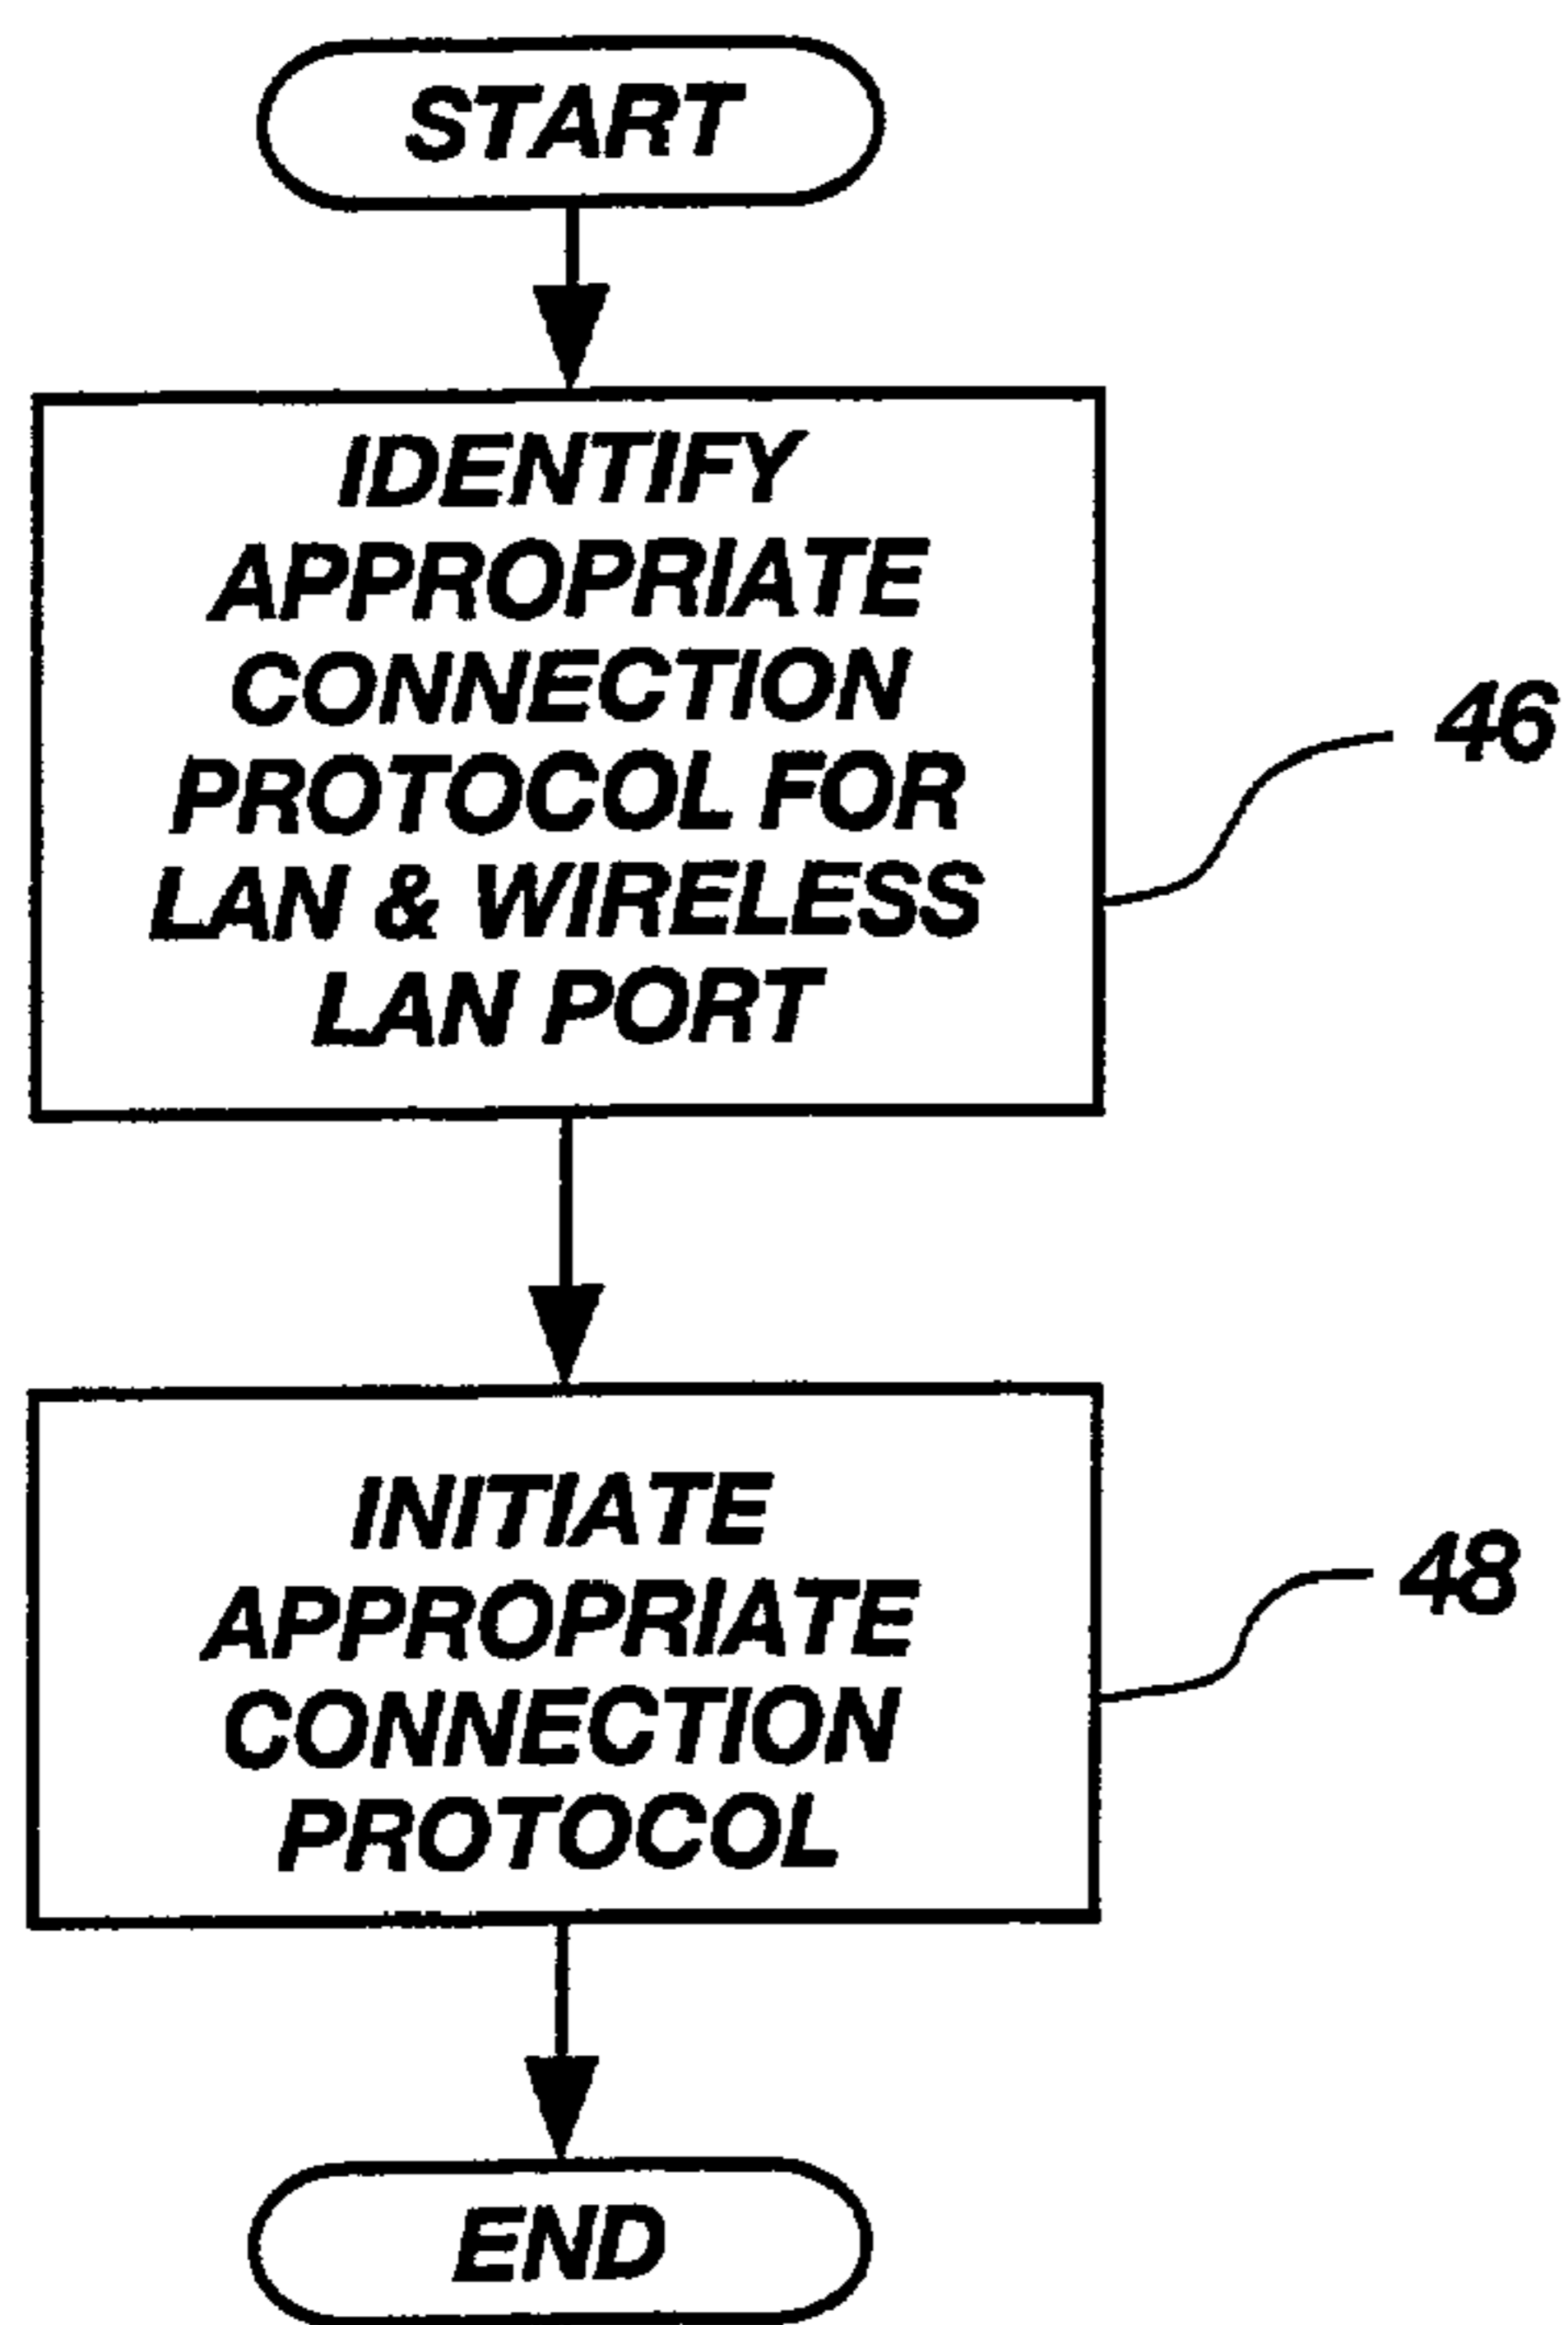 START
IDENTIFY
APPROPRIATE
CONNECTION
PROTOCOL FOR
LAN & WIRELESS
LAN PORT
46
INITIATE
APPROPRIATE
CONNECTION
PROTOCOL
48
END